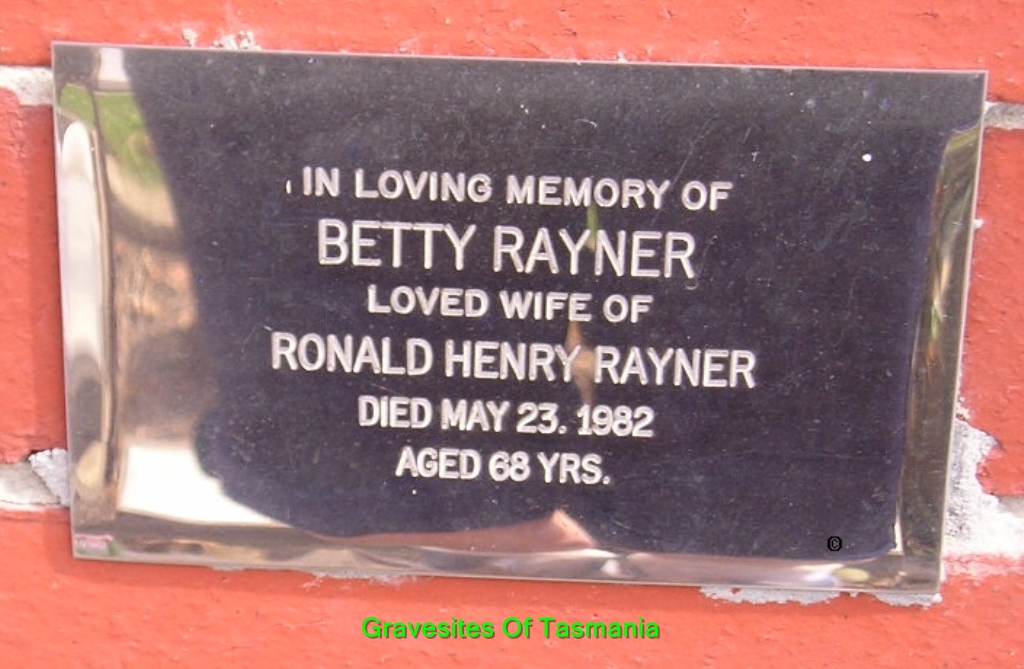 IN LOVING MEMORY OF
BETTY RAYNER
LOVED WIFE OF
RONALD HENRY RAYNER
DIED MAY 23. 1982
AGED 68 YRS.
©
Gravesites Of Tasmania